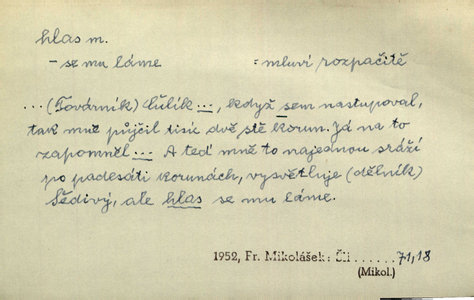 hlas m.
– se mu láme = mluví rozpačitě
...(Továrník) Čulík ..., když sem nastupoval,
tak mně půjčil tisíc dvě stě korun. Já na to
zapomněl ... A teď mně to najednou sráží
po padesáti korunách, vysvětluje (dělník)
Šedivý, ale hlas se mu láme.
1952, Fr. Mikolášek: Čli ...... 71,18
(Mikol.)